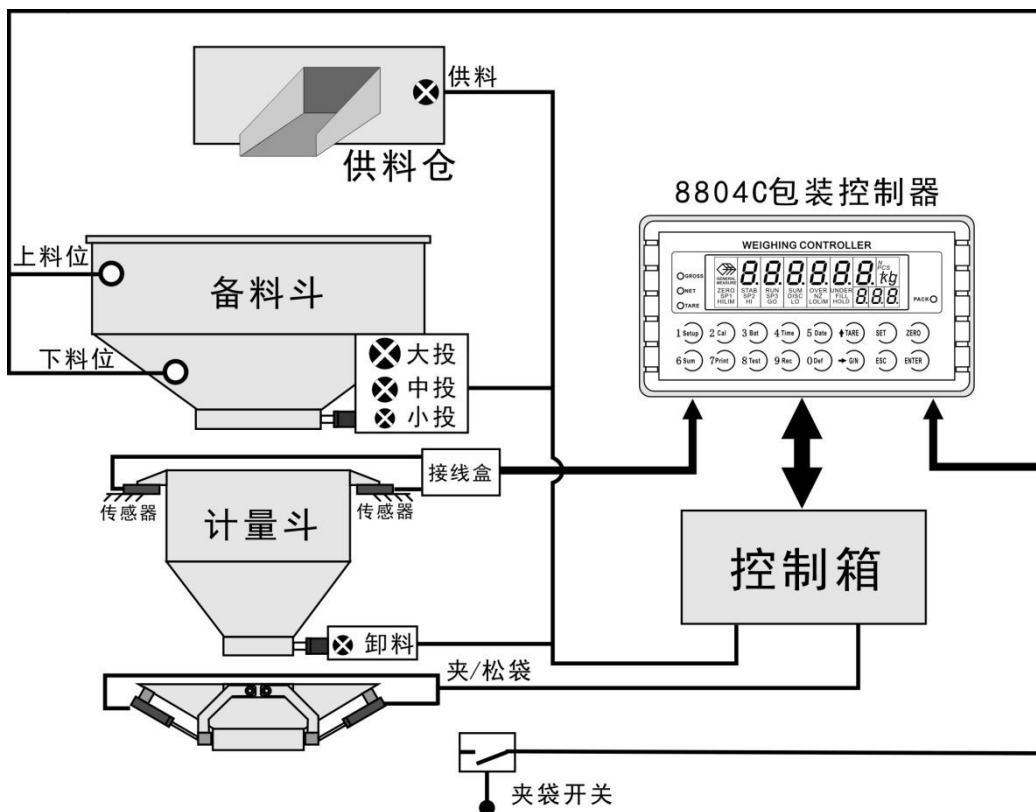 供料
供料仓
8804C包装控制器
上料位
备料斗
下料位
大投
中投
小投
WEIGHING CONTROLLER
GROSS
NET
TARE
GENERAL
MEASURE
8.8.8.8.8.8.
N
PCS
kg
ZERO STAB RUN SUM OVER UNDER
SP1 SP2 SP3 DISC NZ FILL
HILIM HI GO LO LOLIM HOLD
8.8.8.
PACK
1 Setup 2 Cal 3 Bat 4 Time 5 Date TARE SET ZERO
6 Sum 7 Print 8 Test 9 Rec 0 Def G/N ESC ENTER
接线盒
传感器
传感器
计量斗
控制箱
卸料
夹/松袋
夹袋开关